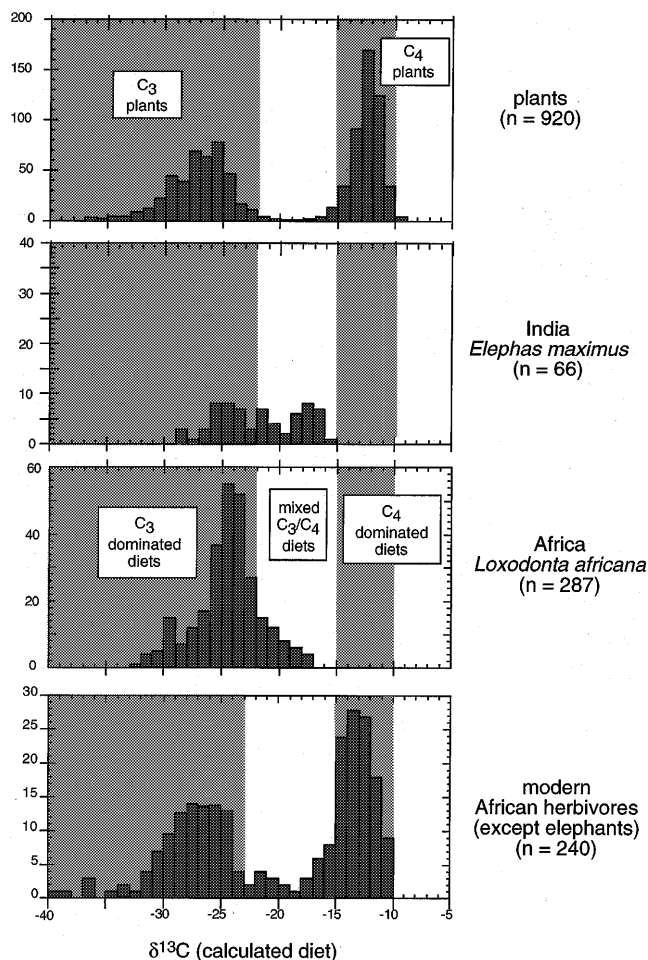 200
150
100
50
0
C3
plants
C4
plants
plants
(n = 920)
40
30
20
10
0
India
Elephas maximus
(n = 66)
60
40
20
0
C3
dominated
diets
mixed
C3/C4
diets
C4
dominated
diets
Africa
Loxodonta africana
(n = 287)
30
25
20
15
10
5
0
modern
African herbivores
(except elephants)
(n = 240)
-40 -30 -25 -20 -15 -10 -5
δ13C (calculated diet)